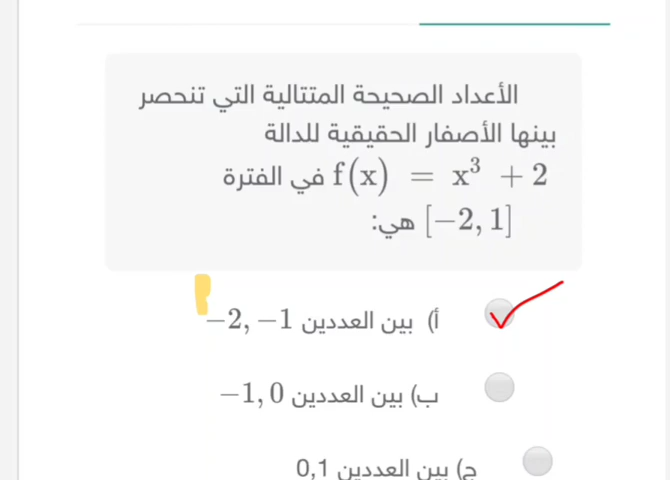 الأعداد الصحيحة المتتالية التي تنحصر
بينها الأصفار الحقيقية للدالة
f(x) = x³ + 2 في الفترة
[−2, 1] هي:
أ) بين العددين −2, −1
ب) بين العددين −1, 0
ج) بين العددين 0,1